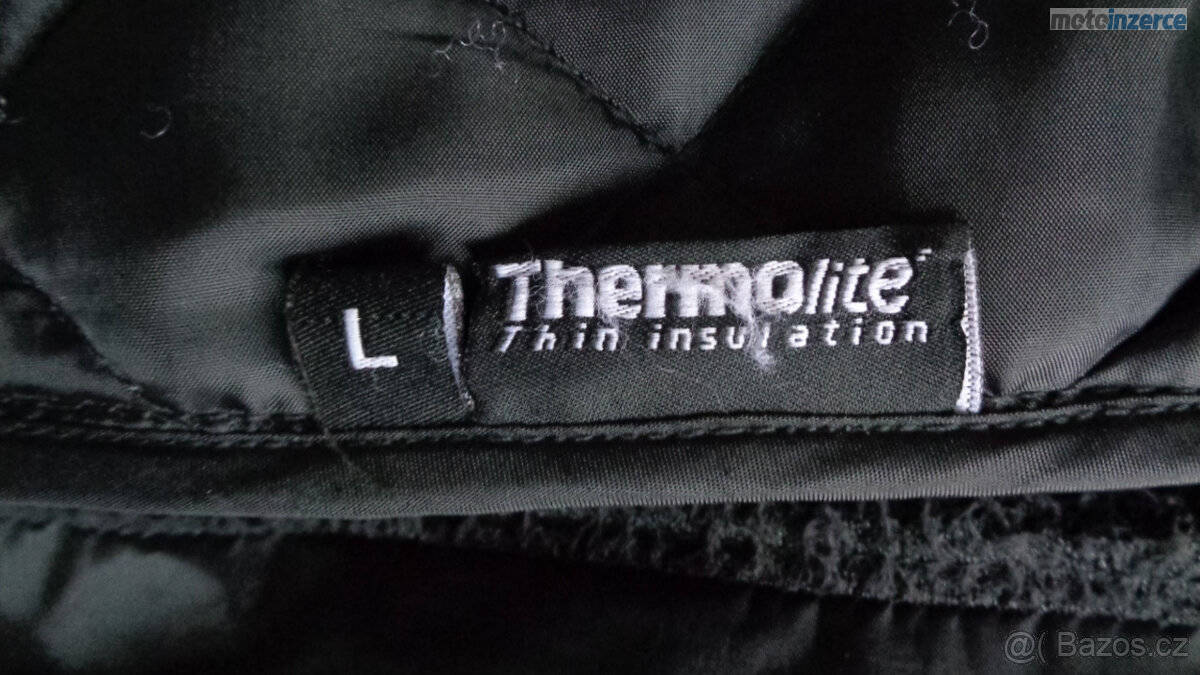 motoinzerce
L
Thermolite
Thin insulation
@( Bazos.cz